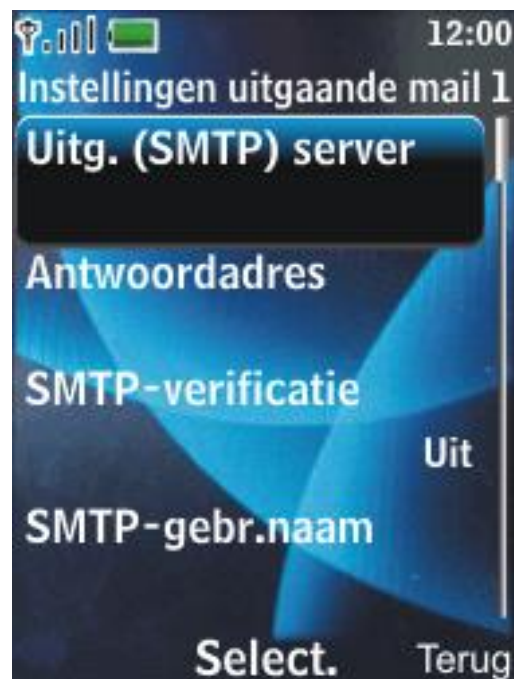 12:00
Instellingen uitgaande mail 1
Uitg. (SMTP) server
Antwoordadres
SMTP-verificatie
Uit
SMTP-gebr.naam
Select. Terug